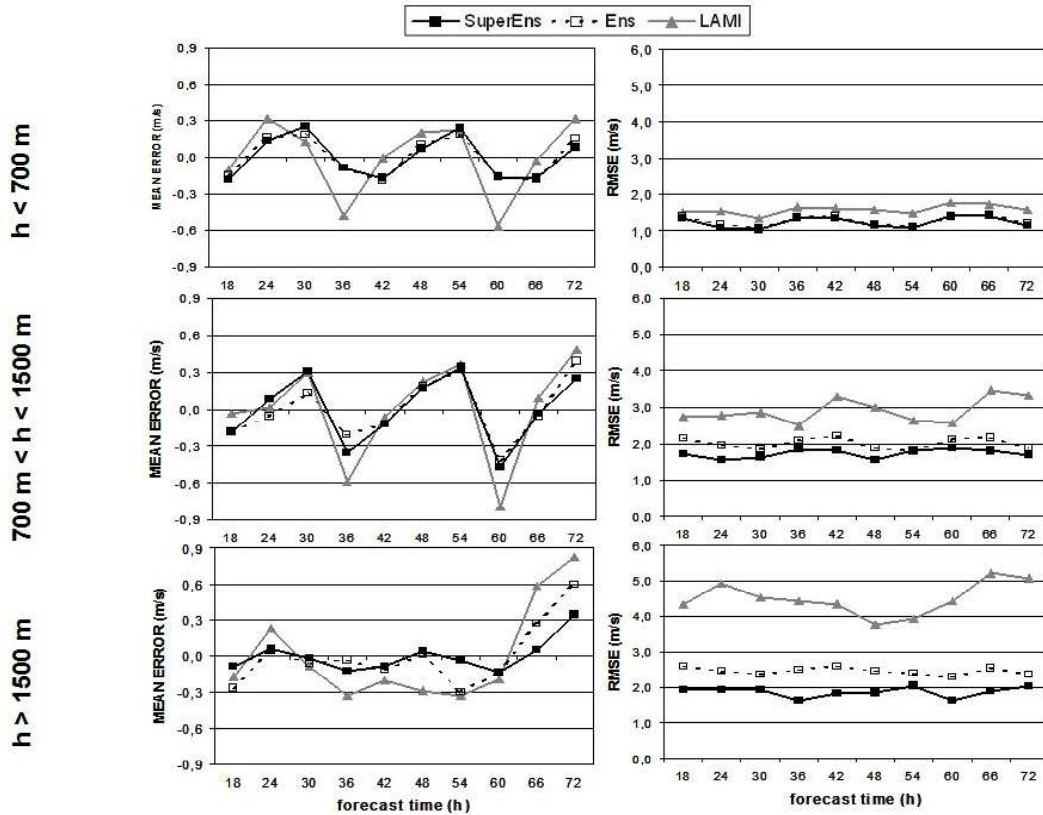 SuperEns Ens LAMI
h < 700 m
MEAN ERROR (m/s)
0,9
0,6
0,3
0,0
-0,3
-0,6
-0,9
18 24 30 36 42 48 54 60 66 72
RMSE (m/s)
6,0
5,0
4,0
3,0
2,0
1,0
0,0
18 24 30 36 42 48 54 60 66 72
700 m < h < 1500 m
MEAN ERROR (m/s)
0,9
0,6
0,3
0,0
-0,3
-0,6
-0,9
18 24 30 36 42 48 54 60 66 72
RMSE (m/s)
6,0
5,0
4,0
3,0
2,0
1,0
0,0
18 24 30 36 42 48 54 60 66 72
h > 1500 m
MEAN ERROR (m/s)
0,9
0,6
0,3
0,0
-0,3
-0,6
-0,9
18 24 30 36 42 48 54 60 66 72
forecast time (h)
RMSE (m/s)
6,0
5,0
4,0
3,0
2,0
1,0
0,0
18 24 30 36 42 48 54 60 66 72
forecast time (h)